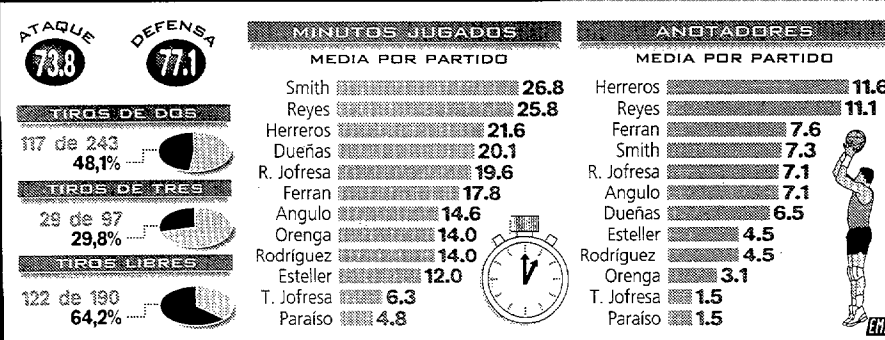 ATAQUE
73.8
DEFENSA
77.1
TIROS DE DOS
117 de 243
48,1%
TIROS DE TRES
29 de 97
29,8%
TIROS LIBRES
122 de 190
64,2%
MINUTOS JUGADOS
MEDIA POR PARTIDO
Smith 26.8
Reyes 25.8
Herreros 21.6
Dueñas 20.1
R. Jofresa 19.6
Ferran 17.8
Angulo 14.6
Orenga 14.0
Rodríguez 14.0
Esteller 12.0
T. Jofresa 6.3
Paraíso 4.8
ANOTADORES
MEDIA POR PARTIDO
Herreros 11.6
Reyes 11.1
Ferran 7.6
Smith 7.3
R. Jofresa 7.1
Angulo 7.1
Dueñas 6.5
Esteller 4.5
Rodríguez 4.5
Orenga 3.1
T. Jofresa 1.5
Paraíso 1.5